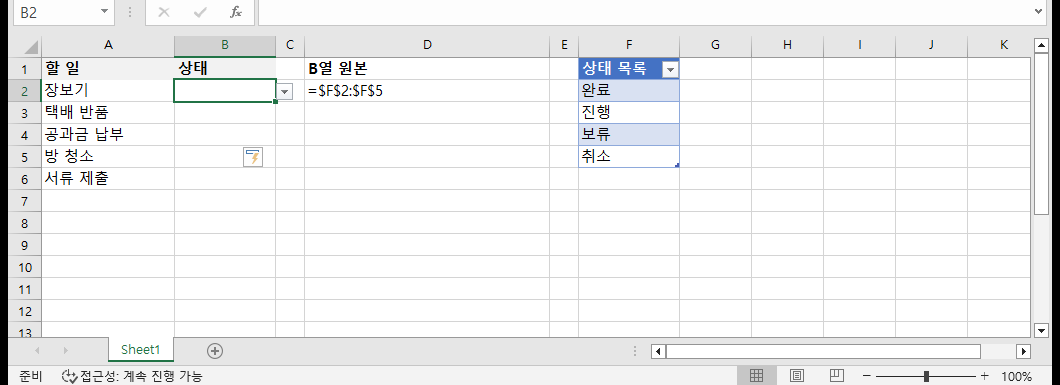 B2 fx
A B C D E F G H I J K
1 할 일 상태 B열 원본 상태 목록
2 장보기 =$F$2:$F$5 완료
3 택배 반품 진행
4 공과금 납부 보류
5 방 청소 취소
6 서류 제출
7
8
9
10
11
12
13
Sheet1
준비 접근성: 계속 진행 가능 100%